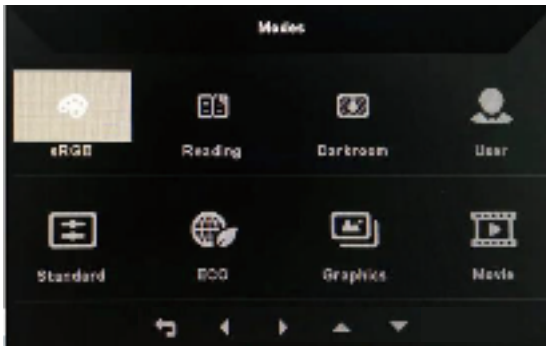 Modes
sRGB Reading Darkroom User
Standard ECO Graphics Movie